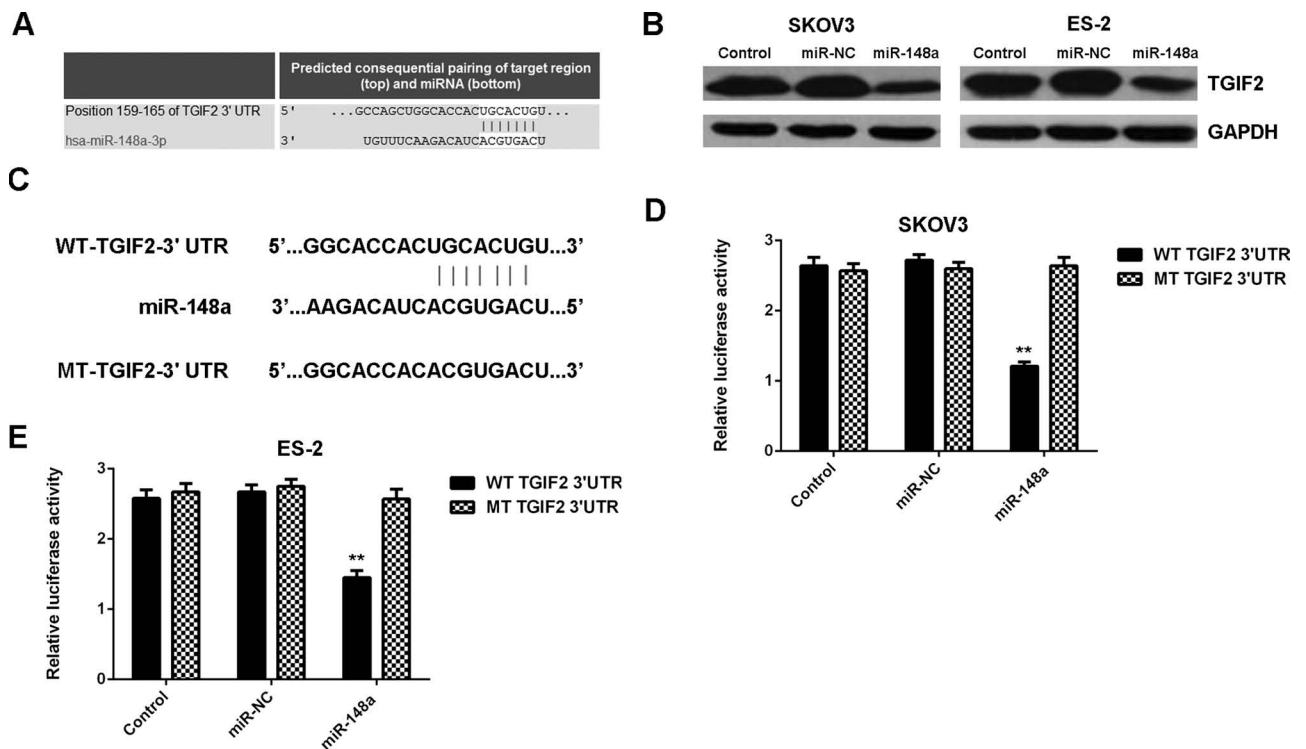 A
Predicted consequential pairing of target region
(top) and miRNA (bottom)
Position 159-165 of TGIF2 3' UTR 5' ...GCCAGCUGGCACCACUGCACUGU...
hsa-miR-148a-3p 3' UGUUUCAAGACAUCACGUGACU
B
SKOV3 ES-2
Control miR-NC miR-148a Control miR-NC miR-148a
TGIF2
GAPDH
C
WT-TGIF2-3' UTR 5’...GGCACCACUGCACUGU...3’
miR-148a 3’...AAGACAUCACGUGACU...5’
MT-TGIF2-3' UTR 5’...GGCACCACACGUGACU...3’
D
SKOV3
Relative luciferase activity
3
2
1
0
**
Control miR-NC miR-148a
WT TGIF2 3'UTR
MT TGIF2 3'UTR
E
ES-2
Relative luciferase activity
3
2
1
0
**
Control miR-NC miR-148a
WT TGIF2 3'UTR
MT TGIF2 3'UTR